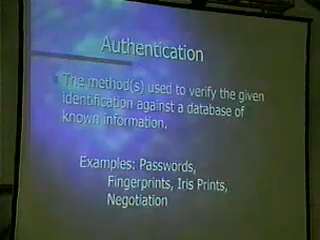 Authentication
The method(s) used to verify the given
identification against a database of
known information.
Examples: Passwords,
Fingerprints, Iris Prints,
Negotiation